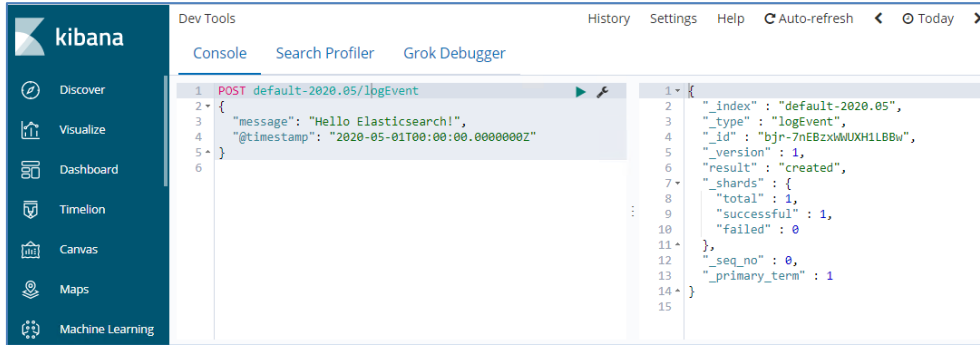 kibana
Discover
Visualize
Dashboard
Timelion
Canvas
Maps
Machine Learning
Dev Tools
History Settings Help Auto-refresh Today
Console Search Profiler Grok Debugger
1 POST default-2020.05/logEvent
2 {
3 "message": "Hello Elasticsearch!",
4 "@timestamp": "2020-05-01T00:00:00.0000000Z"
5 }
6
1 {
2 "_index" : "default-2020.05",
3 "_type" : "logEvent",
4 "_id" : "bjr-7nEBzxWWUXH1LBBw",
5 "_version" : 1,
6 "result" : "created",
7 "_shards" : {
8 "total" : 1,
9 "successful" : 1,
10 "failed" : 0
11 },
12 "_seq_no" : 0,
13 "_primary_term" : 1
14 }
15